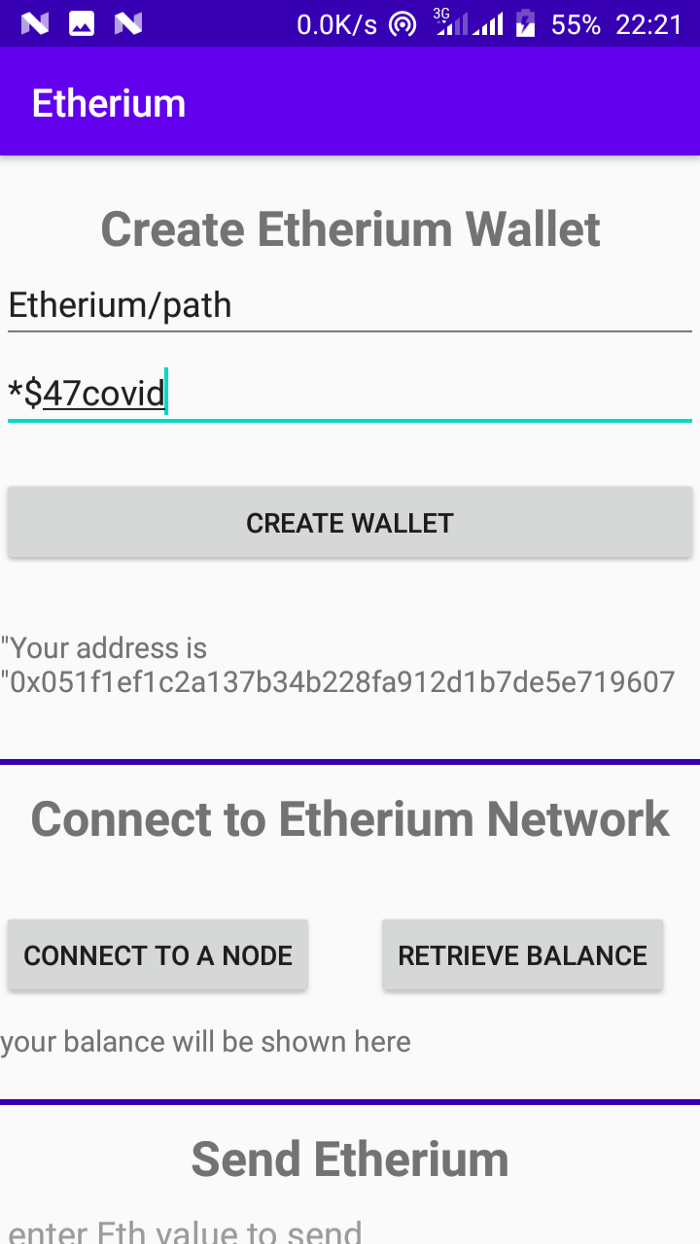 0.0K/s 3G 55% 22:21
Etherium
Create Etherium Wallet
Etherium/path
*$47covid
CREATE WALLET
"Your address is
"0x051f1ef1c2a137b34b228fa912d1b7de5e719607
Connect to Etherium Network
CONNECT TO A NODE RETRIEVE BALANCE
your balance will be shown here
Send Etherium
enter Eth value to send